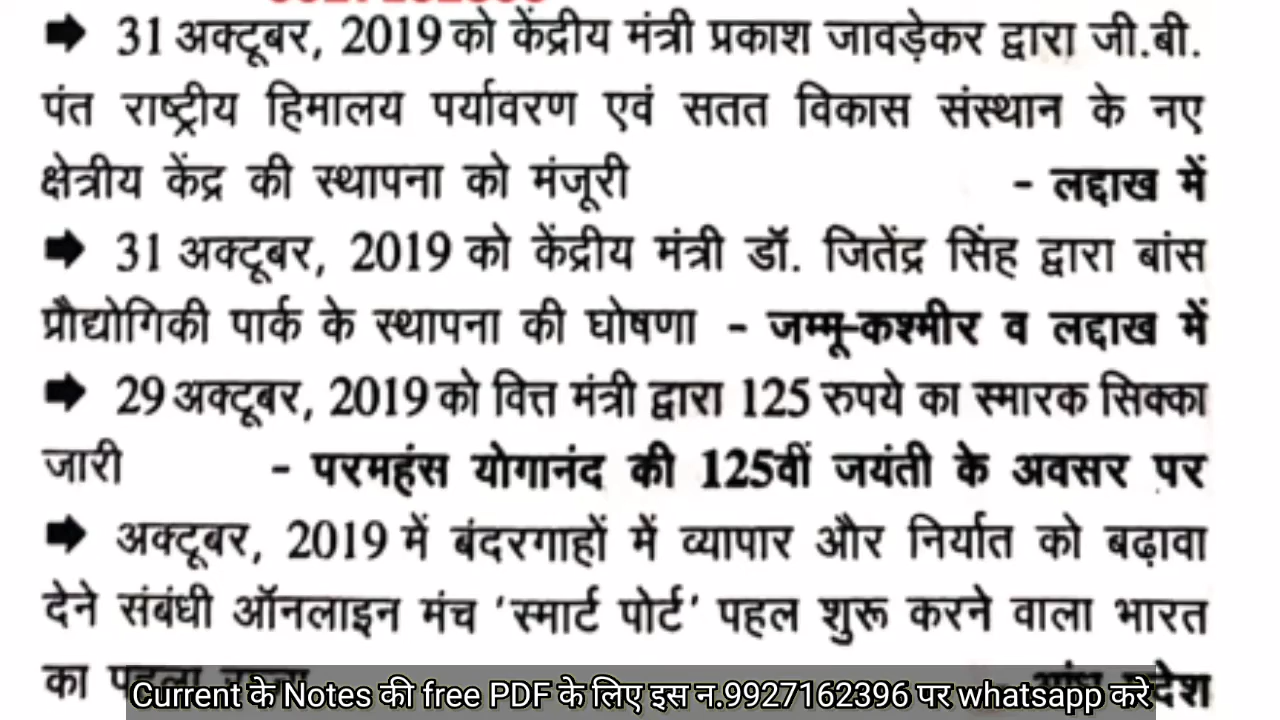 ➡ 31 अक्टूबर, 2019 को केंद्रीय मंत्री प्रकाश जावड़ेकर द्वारा जी.बी.
पंत राष्ट्रीय हिमालय पर्यावरण एवं सतत विकास संस्थान के नए
क्षेत्रीय केंद्र की स्थापना को मंजूरी - लद्दाख में
➡ 31 अक्टूबर, 2019 को केंद्रीय मंत्री डॉ. जितेंद्र सिंह द्वारा बांस
प्रौद्योगिकी पार्क के स्थापना की घोषणा - जम्मू-कश्मीर व लद्दाख में
➡ 29 अक्टूबर, 2019 को वित्त मंत्री द्वारा 125 रुपये का स्मारक सिक्का
जारी - परमहंस योगानंद की 125वीं जयंती के अवसर पर
➡ अक्टूबर, 2019 में बंदरगाहों में व्यापार और निर्यात को बढ़ावा
देने संबंधी ऑनलाइन मंच 'स्मार्ट पोर्ट' पहल शुरू करने वाला भारत
का
Current के Notes की free PDF के लिए इस न.9927162396 पर whatsapp करे